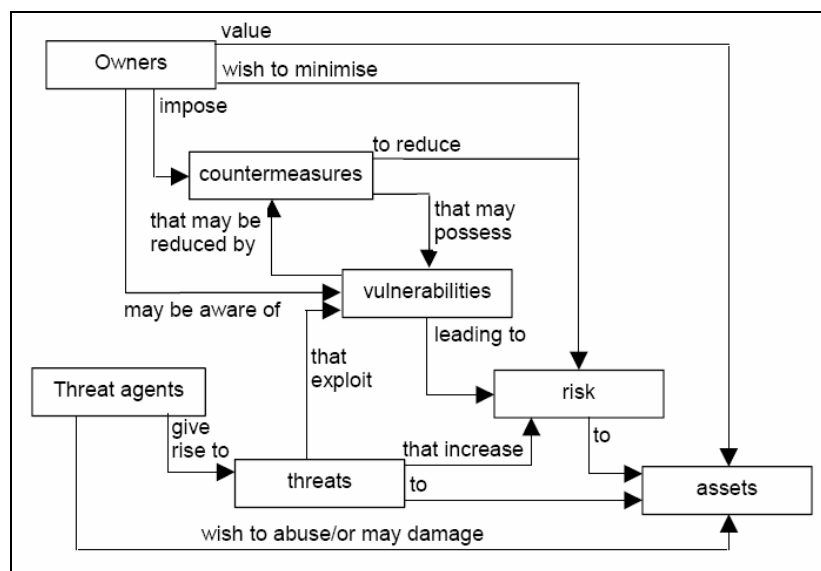 value
Owners
wish to minimise
impose
to reduce
countermeasures
that may be
reduced by
that may
possess
vulnerabilities
may be aware of
leading to
that
exploit
Threat agents
risk
give
rise to
that increase
to
threats
to
assets
wish to abuse/or may damage